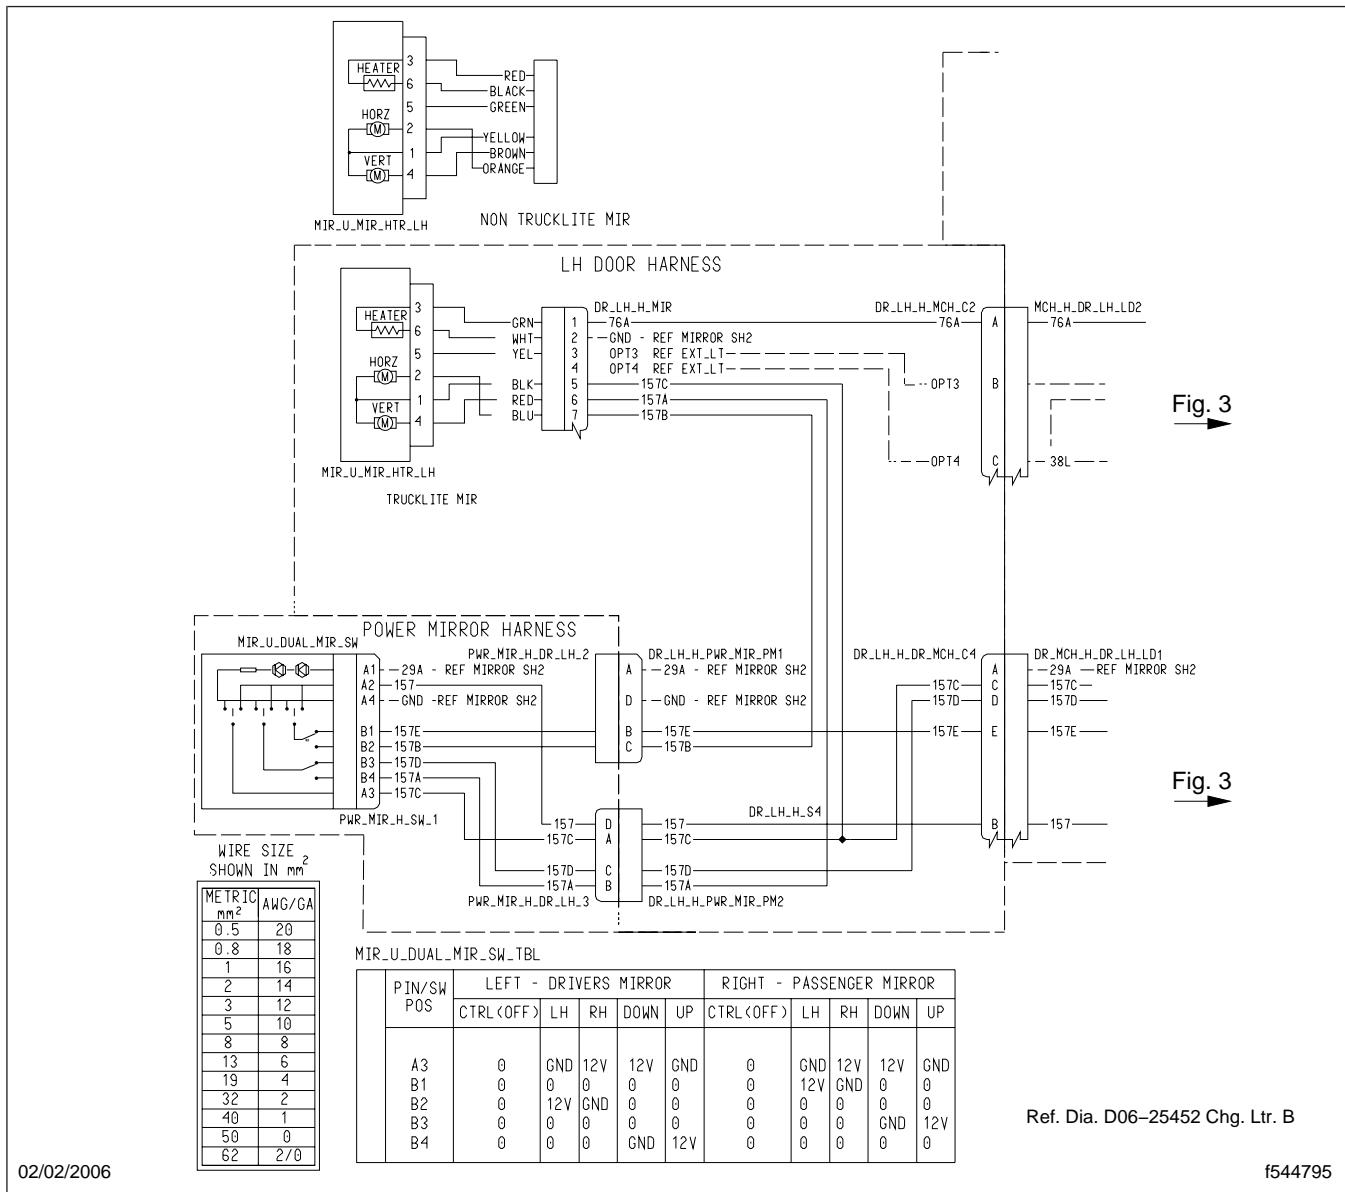 HEATER
3
RED
6
BLACK
5
GREEN
HORZ
M
2
YELLOW
1
BROWN
VERT
M
4
ORANGE
MIR_U_MIR_HTR_LH
NON TRUCKLITE MIR
LH DOOR HARNESS
HEATER
3
GRN
6
WHT
5
YEL
HORZ
M
2
BLK
1
RED
VERT
M
4
BLU
MIR_U_MIR_HTR_LH
TRUCKLITE MIR
DR_LH_H_MIR
1 76A
2 GND - REF MIRROR SH2
3 OPT3 REF EXT_LT
4 OPT4 REF EXT_LT
5 157C
6 157A
7 157B
DR_LH_H_MCH_C2
MCH_H_DR_LH_LD2
76A A 76A
OPT3 B
OPT4 C 38L
Fig. 3
POWER MIRROR HARNESS
MIR_U_DUAL_MIR_SW
A1 29A - REF MIRROR SH2
A2 157
A4 GND -REF MIRROR SH2
B1 157E
B2 157B
B3 157D
B4 157A
A3 157C
PWR_MIR_H_SW_1
PWR_MIR_H_DR_LH_2
DR_LH_H_PWR_MIR_PM1
A 29A - REF MIRROR SH2
D GND - REF MIRROR SH2
B 157E
C 157B
DR_LH_H_DR_MCH_C4
DR_MCH_H_DR_LH_LD1
A 29A REF MIRROR SH2
157C C 157C
157D D 157D
157E E 157E
B 157
Fig. 3
DR_LH_H_S4
157 D 157
157C A 157C
157D C 157D
157A B 157A
PWR_MIR_H_DR_LH_3
DR_LH_H_PWR_MIR_PM2
WIRE SIZE
SHOWN IN mm2
METRIC mm2 AWG/GA
0.5 20
0.8 18
1 16
2 14
3 12
5 10
8 8
13 6
19 4
32 2
40 1
50 0
62 2/0
MIR_U_DUAL_MIR_SW_TBL
PIN/SW POS LEFT - DRIVERS MIRROR RIGHT - PASSENGER MIRROR
CTRL(OFF) LH RH DOWN UP CTRL(OFF) LH RH DOWN UP
A3 0 GND 12V 12V GND 0 GND 12V 12V GND
B1 0 0 0 0 0 0 12V GND 0 0
B2 0 12V GND 0 0 0 0 0 0 0
B3 0 0 0 0 0 0 0 0 GND 12V
B4 0 0 0 GND 12V 0 0 0 0 0
Ref. Dia. D06–25452 Chg. Ltr. B
02/02/2006
f544795